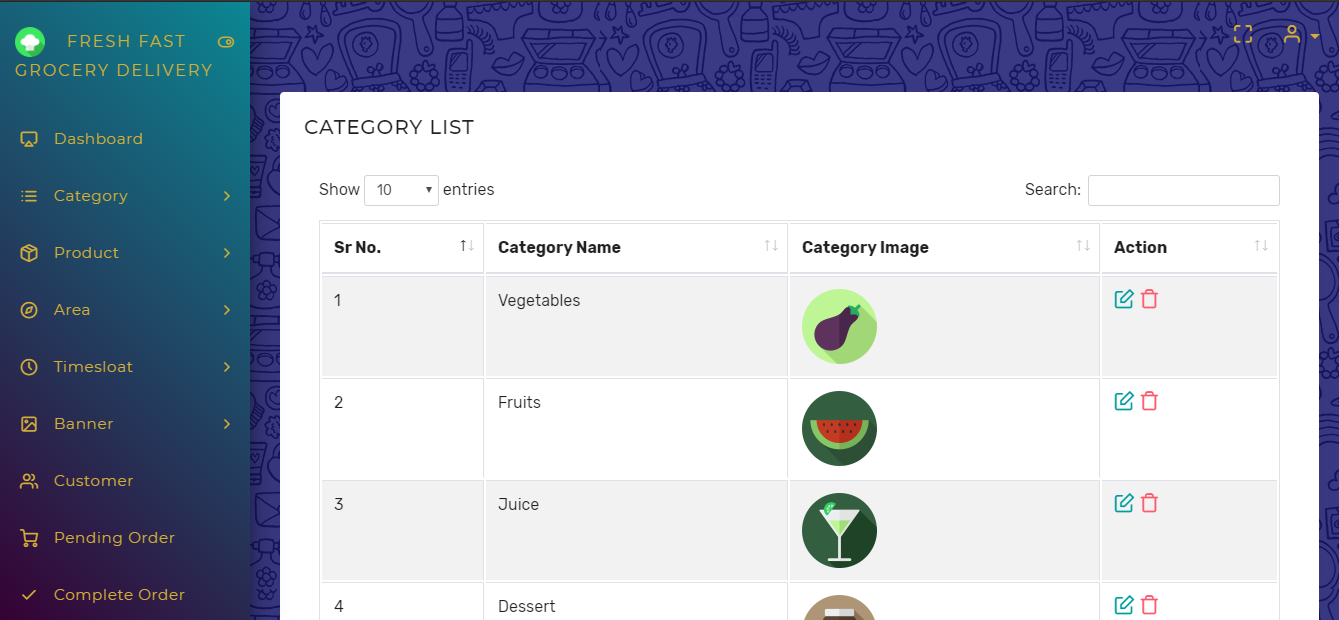 FRESH FAST
GROCERY DELIVERY
Dashboard
Category
Product
Area
Timesloat
Banner
Customer
Pending Order
Complete Order
CATEGORY LIST
Show 10 entries
Search:
Sr No. Category Name Category Image Action
1 Vegetables
2 Fruits
3 Juice
4 Dessert